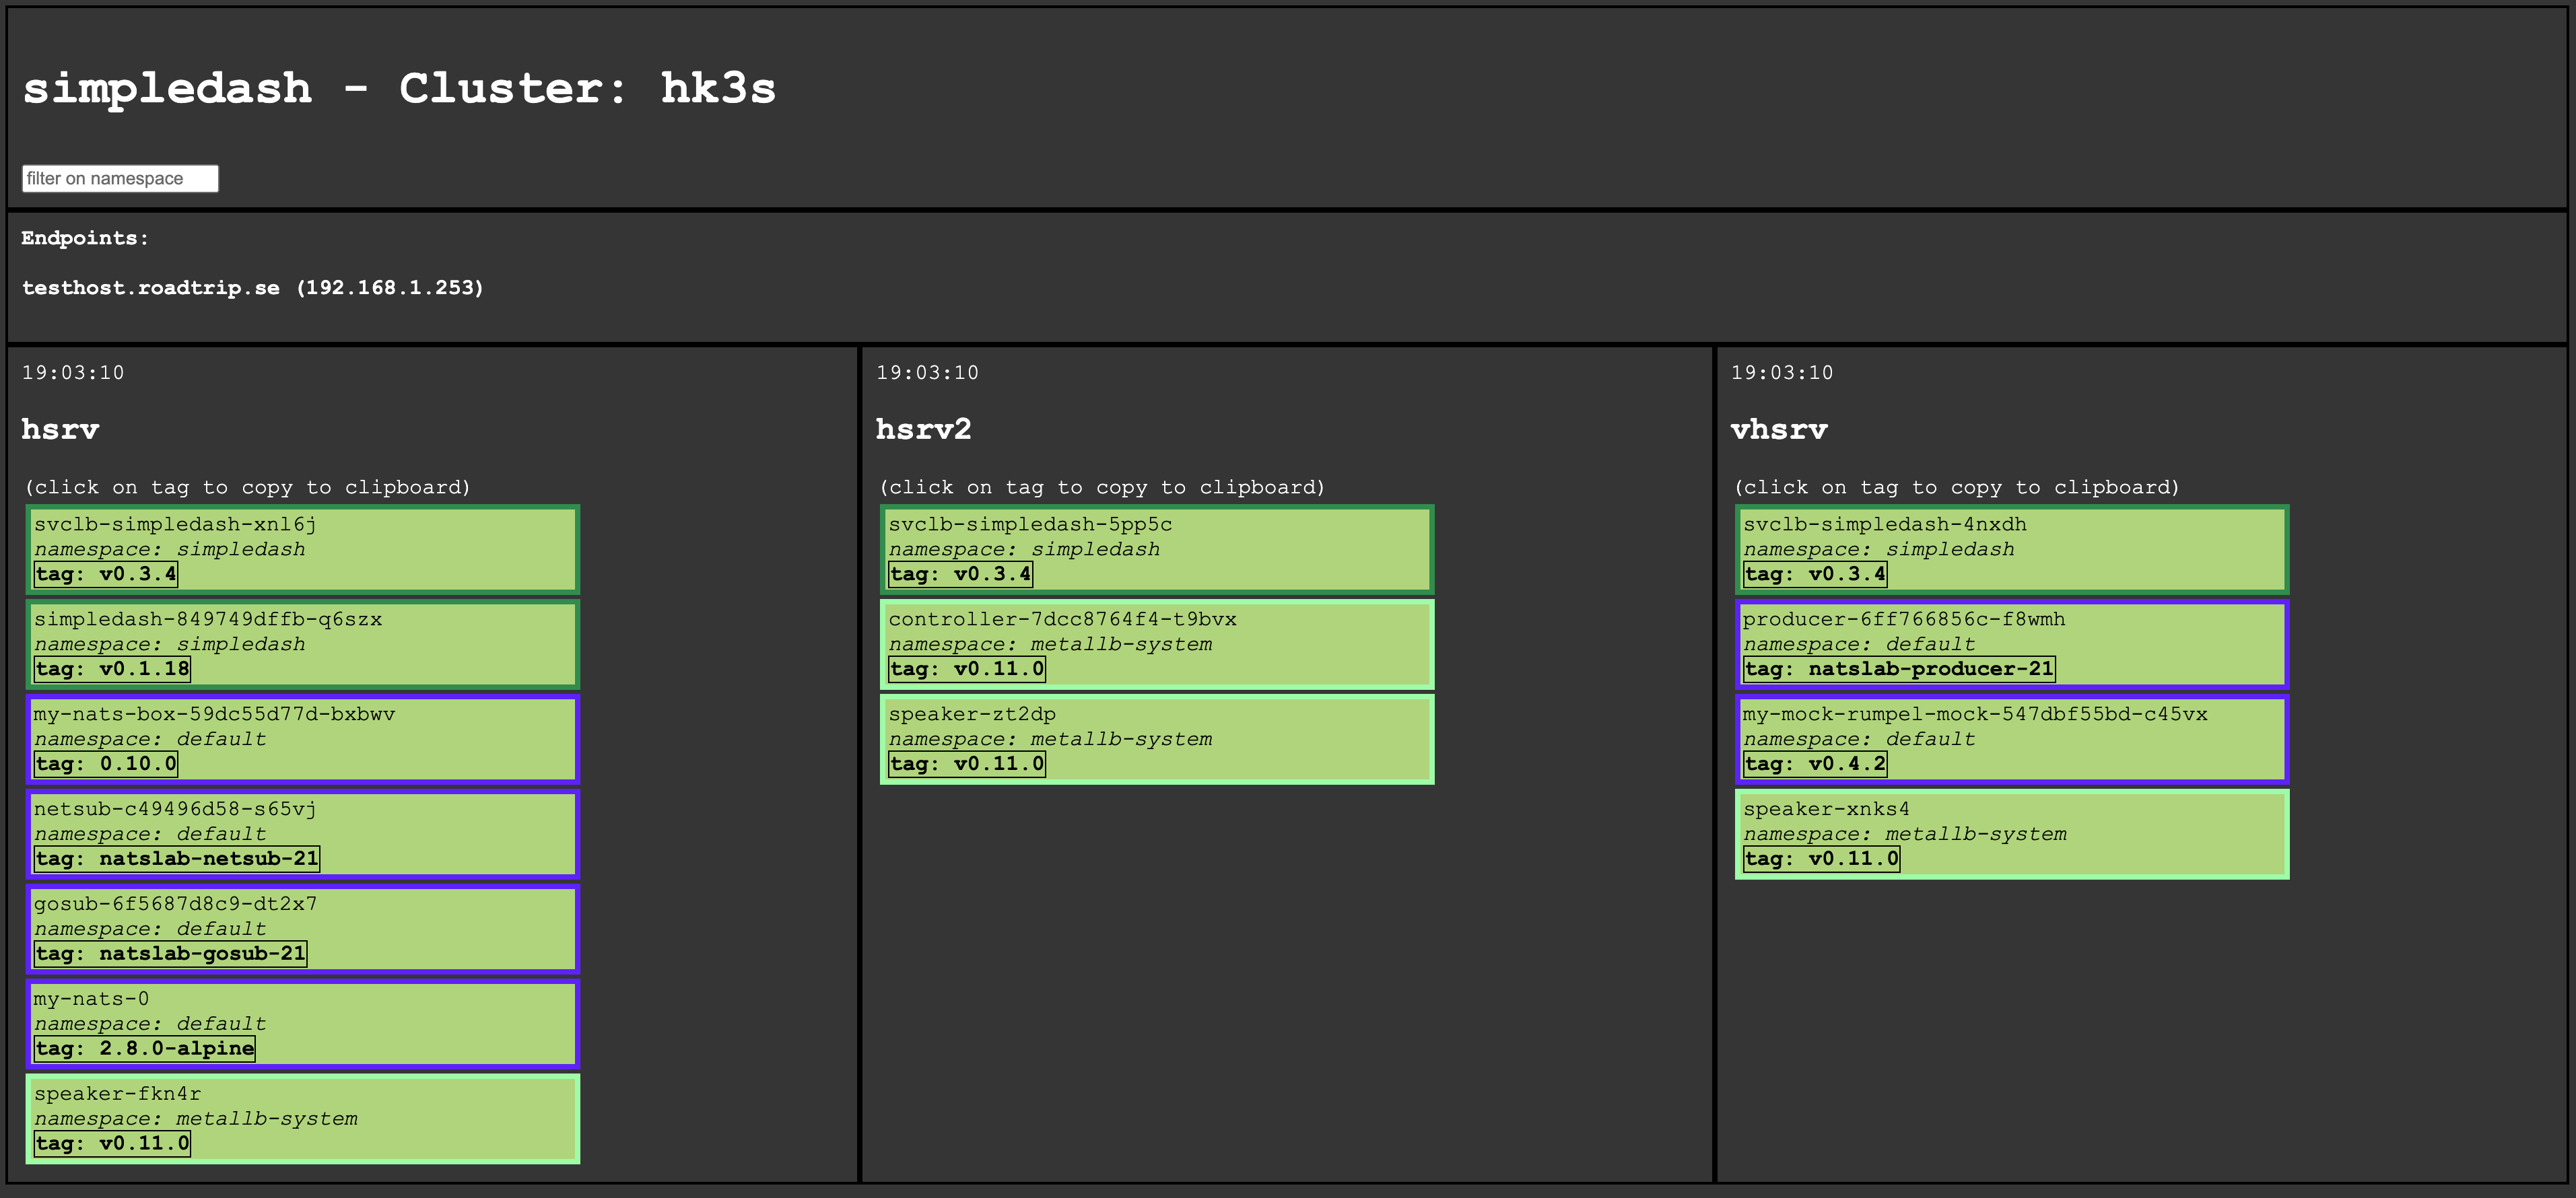 simpledash - Cluster: hk3s
filter on namespace
Endpoints:
testhost.roadtrip.se (192.168.1.253)
19:03:10
hsrv
(click on tag to copy to clipboard)
svclb-simpledash-xnl6j
namespace: simpledash
tag: v0.3.4
simpledash-849749dffb-q6szx
namespace: simpledash
tag: v0.1.18
my-nats-box-59dc55d77d-bxbwv
namespace: default
tag: 0.10.0
netsub-c49496d58-s65vj
namespace: default
tag: natslab-netsub-21
gosub-6f5687d8c9-dt2x7
namespace: default
tag: natslab-gosub-21
my-nats-0
namespace: default
tag: 2.8.0-alpine
speaker-fkn4r
namespace: metallb-system
tag: v0.11.0
19:03:10
hsrv2
(click on tag to copy to clipboard)
svclb-simpledash-5pp5c
namespace: simpledash
tag: v0.3.4
controller-7dcc8764f4-t9bvx
namespace: metallb-system
tag: v0.11.0
speaker-zt2dp
namespace: metallb-system
tag: v0.11.0
19:03:10
vhsrv
(click on tag to copy to clipboard)
svclb-simpledash-4nxdh
namespace: simpledash
tag: v0.3.4
producer-6ff766856c-f8wmh
namespace: default
tag: natslab-producer-21
my-mock-rumpel-mock-547dbf55bd-c45vx
namespace: default
tag: v0.4.2
speaker-xnks4
namespace: metallb-system
tag: v0.11.0